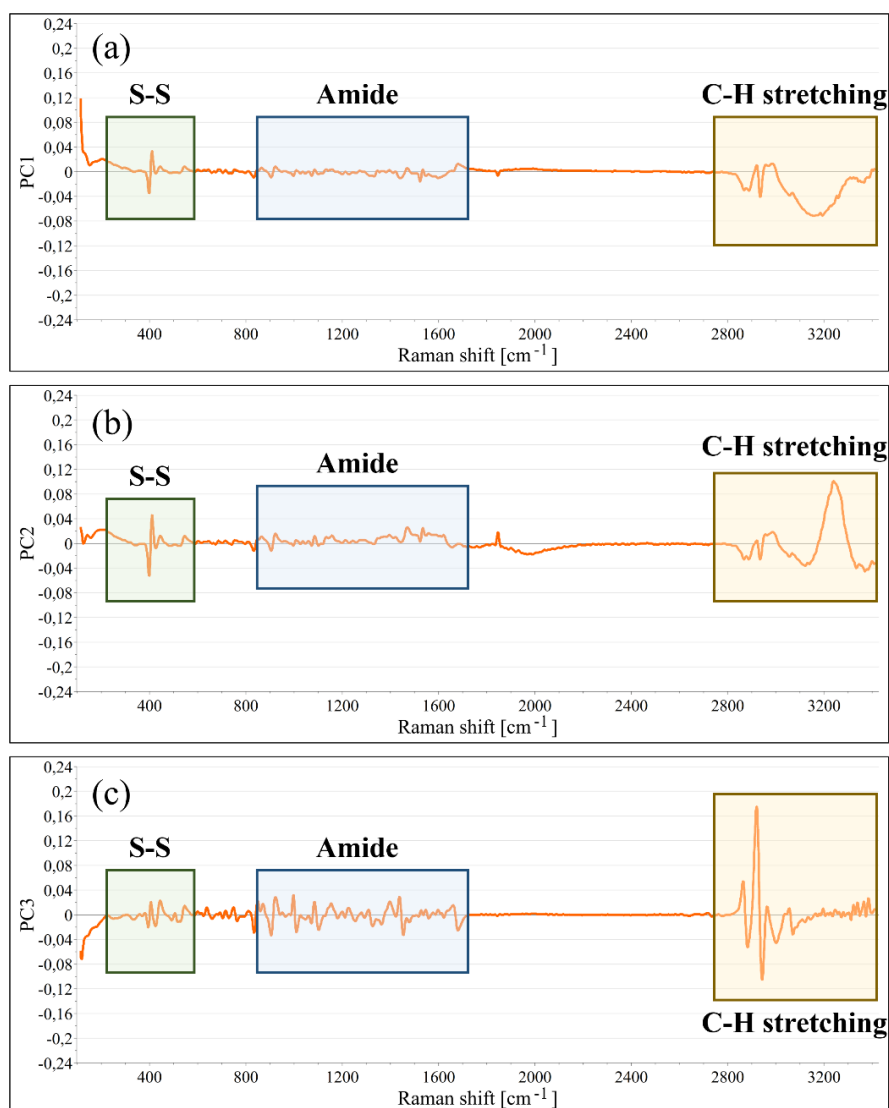 (a)
S-S
Amide
C-H stretching
PC1
0,24
0,2
0,16
0,12
0,08
0,04
0
-0,04
-0,08
-0,12
-0,16
-0,2
-0,24
400 800 1200 1600 2000 2400 2800 3200
Raman shift [cm⁻¹]
(b)
S-S
Amide
C-H stretching
PC2
0,24
0,2
0,16
0,12
0,08
0,04
0
-0,04
-0,08
-0,12
-0,16
-0,2
-0,24
400 800 1200 1600 2000 2400 2800 3200
Raman shift [cm⁻¹]
(c)
S-S
Amide
C-H stretching
PC3
0,24
0,2
0,16
0,12
0,08
0,04
0
-0,04
-0,08
-0,12
-0,16
-0,2
-0,24
400 800 1200 1600 2000 2400 2800 3200
Raman shift [cm⁻¹]